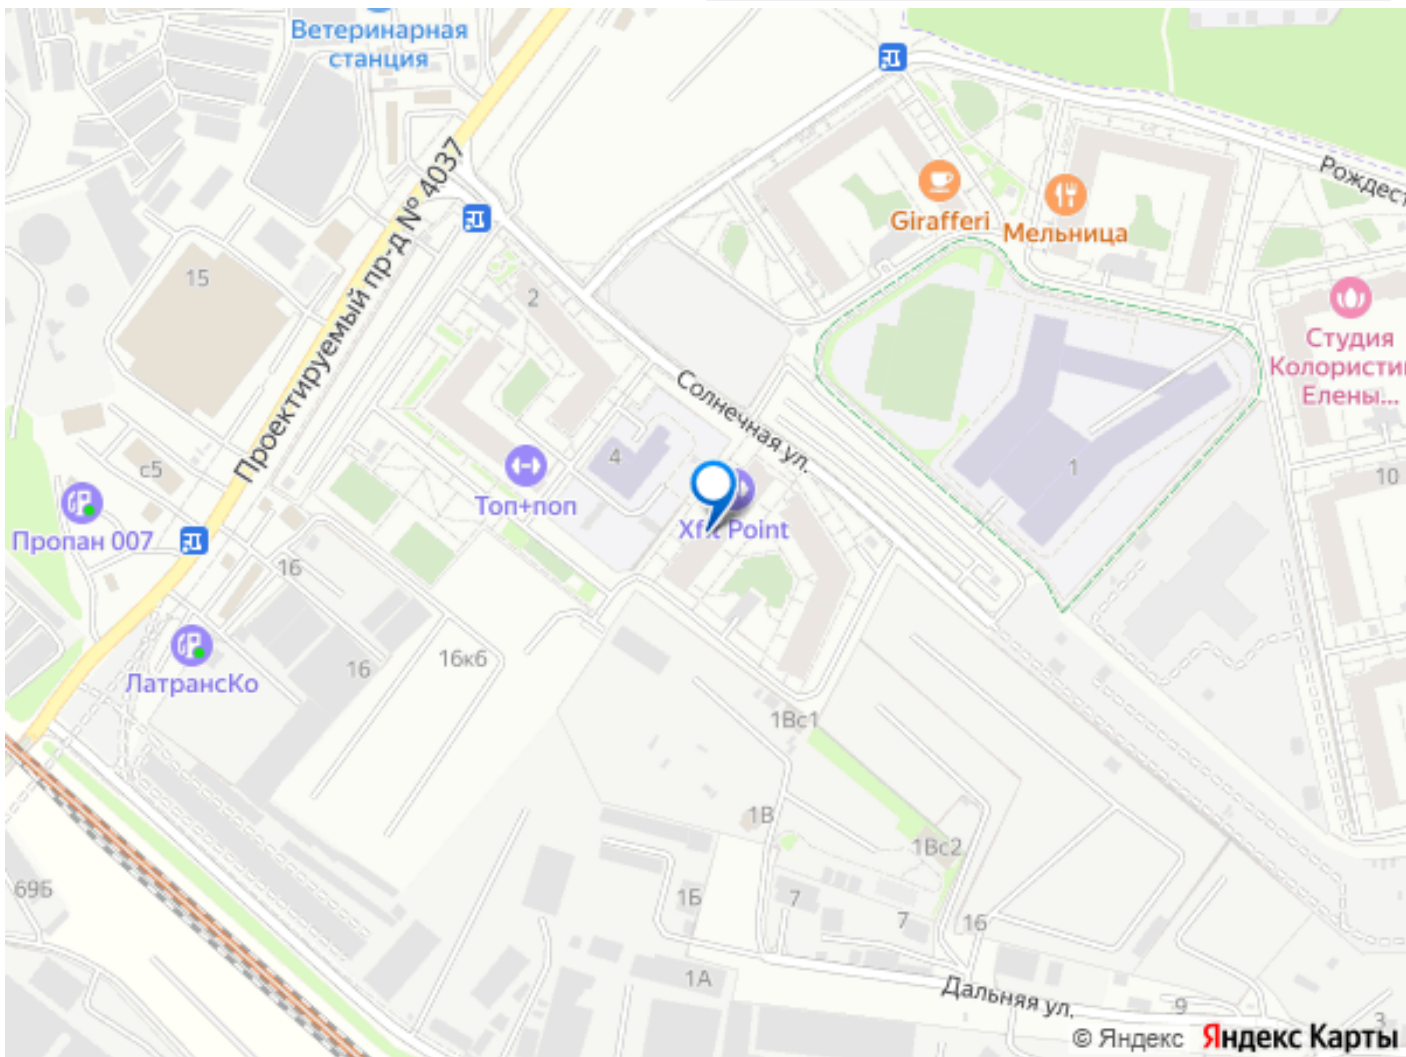 Ветеринарная
станция
Проектируемый пр-д № 4037
Рождест
Girafferi
Мельница
15
2
Студия
Колористик
Елены...
Солнечная ул.
4
1
10
с5
Топ+поп
Xfit Point
Пропан 007
16
16
16к6
ЛатрансКо
1Вс1
1В
1Вс2
69Б
1Б
7
7
16
1А
Дальняя ул.
9
3
© Яндекс Яндекс Карты